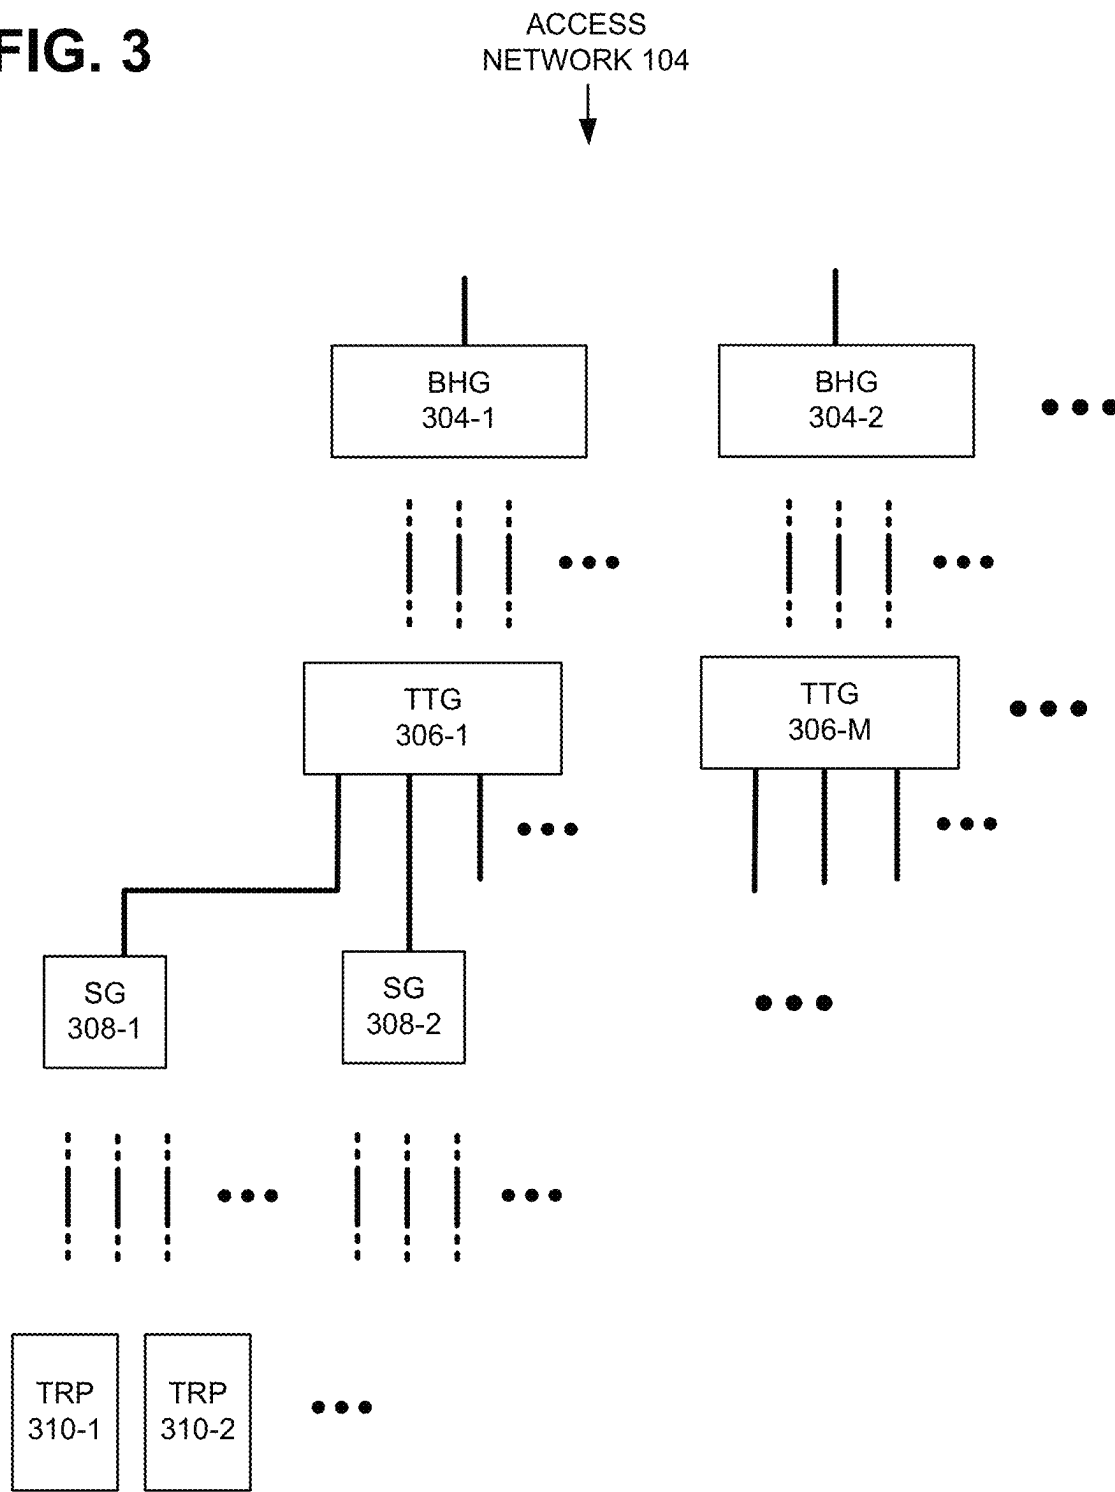 FIG. 3
ACCESS
NETWORK 104
BHG
304-1
BHG
304-2
TTG
306-1
TTG
306-M
SG
308-1
SG
308-2
TRP
310-1
TRP
310-2